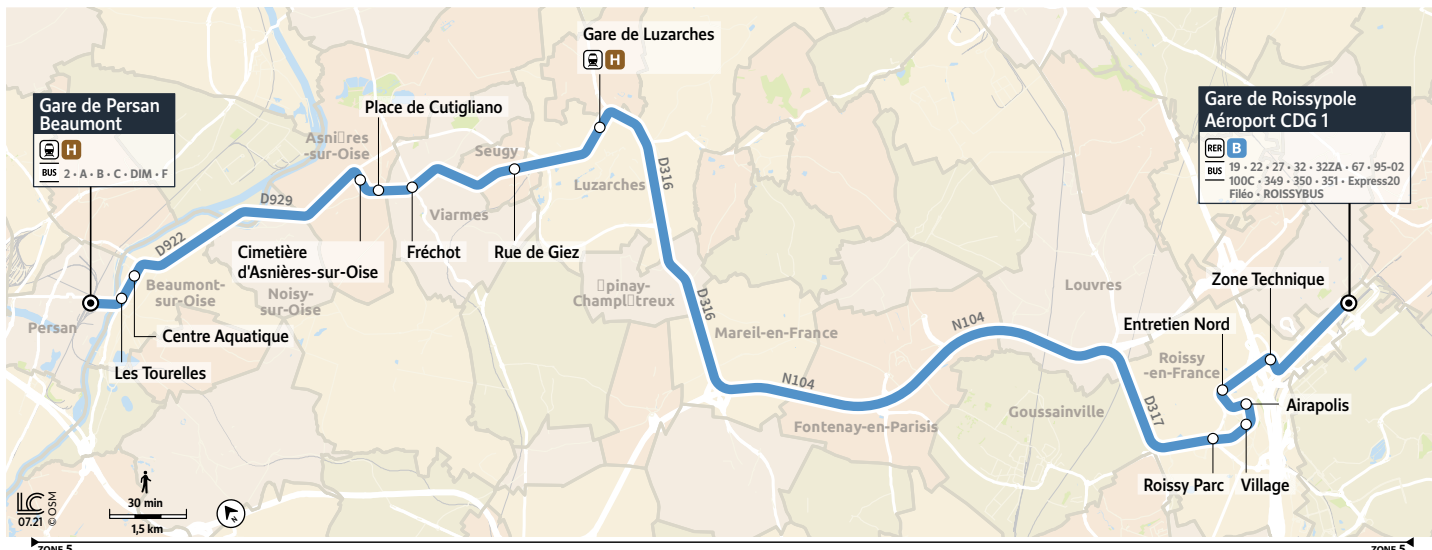 Gare de Persan
Beaumont
H
BUS 2 • A • B • C • DIM • F
Place de Cutigliano
Gare de Luzarches
H
Gare de Roissypole
Aéroport CDG 1
RER B
BUS 19 • 22 • 27 • 32 • 32ZA • 67 • 95-02
100C • 349 • 350 • 351 • Express20
Filéo • ROISSYBUS
Asni▯res
-sur-Oise
Seugy
Luzarches
D316
D929
Viarmes
D922
Cimetière
d'Asnières-sur-Oise
Fréchot
Rue de Giez
Beaumont
-sur-Oise
Noisy-
sur-Oise
▯pinay-
Champl▯treux
D316
Louvres
Zone Technique
Persan
Centre Aquatique
Mareil-en-France
N104
Entretien Nord
Les Tourelles
Roissy
-en-France
N104
Goussainville
D317
Airapolis
Fontenay-en-Parisis
Roissy Parc
Village
30 min
1,5 km
LC
07.21
© OSM
N
ZONE 5
ZONE 5